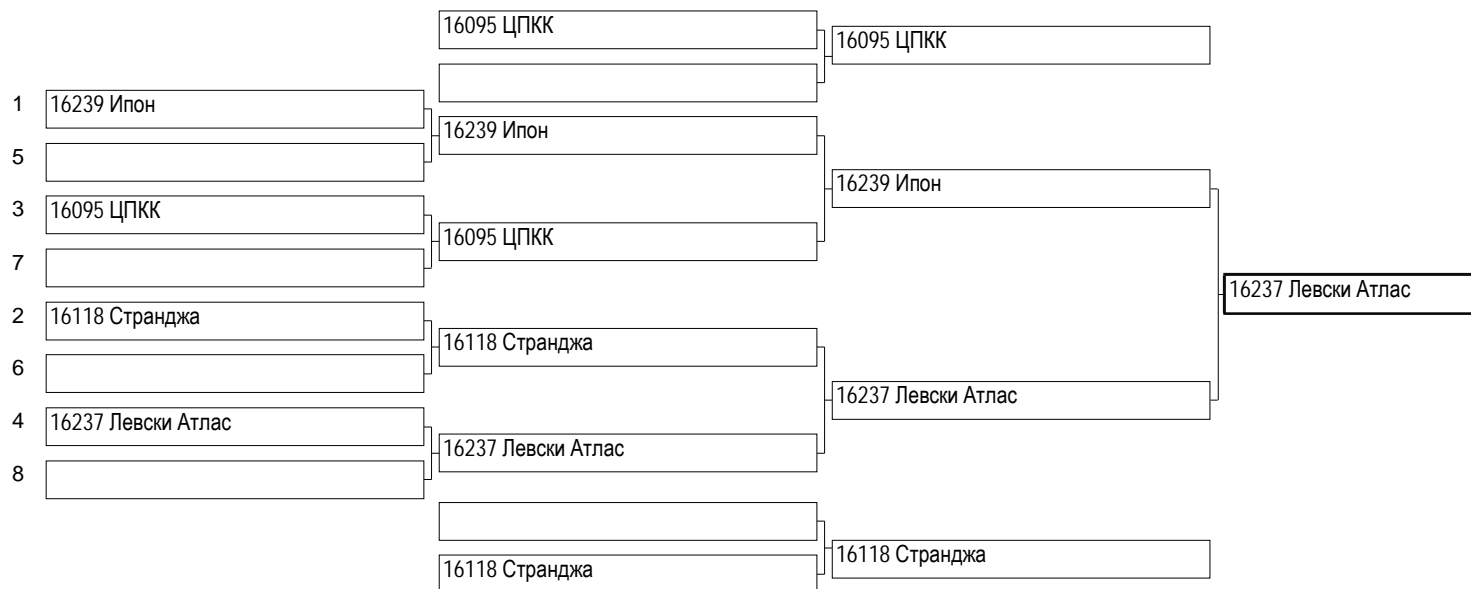 16095 ЦПКК
16095 ЦПКК
1 16239 Ипон
16239 Ипон
5
16239 Ипон
3 16095 ЦПКК
16095 ЦПКК
7
16237 Левски Атлас
2 16118 Странджа
16118 Странджа
6
16237 Левски Атлас
4 16237 Левски Атлас
16237 Левски Атлас
8
16118 Странджа
16118 Странджа